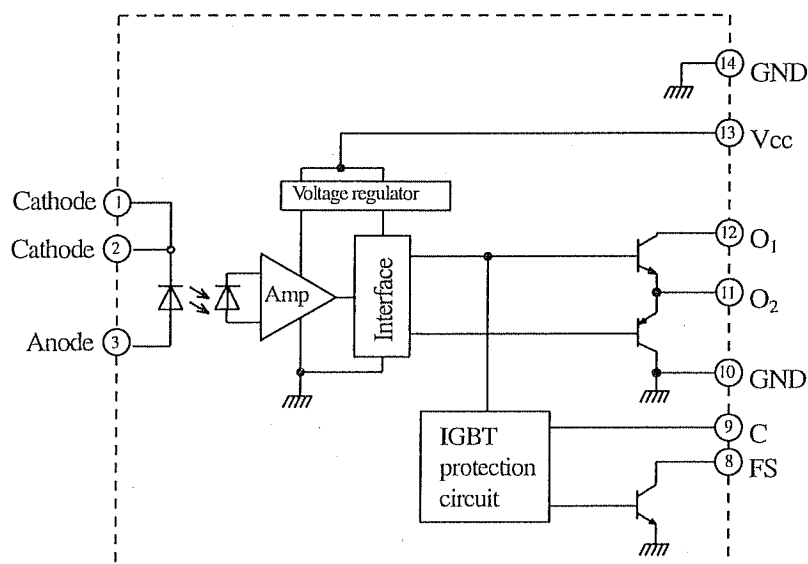 14 GND
13 Vcc
Voltage regulator
Cathode 1
12 O1
Cathode 2
11 O2
Amp
Interface
Anode 3
10 GND
9 C
IGBT
protection
circuit
8 FS